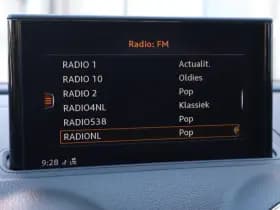 Radio: FM
RADIO 1 Actualit.
RADIO 10 Oldies
RADIO 2 Pop
RADIO4NL Klassiek
RADIO538 Pop
RADIONL Pop
9:28